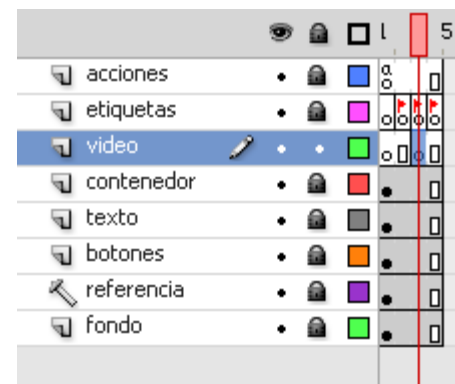 1 5
acciones
a
etiquetas
video
contenedor
texto
botones
referencia
fondo